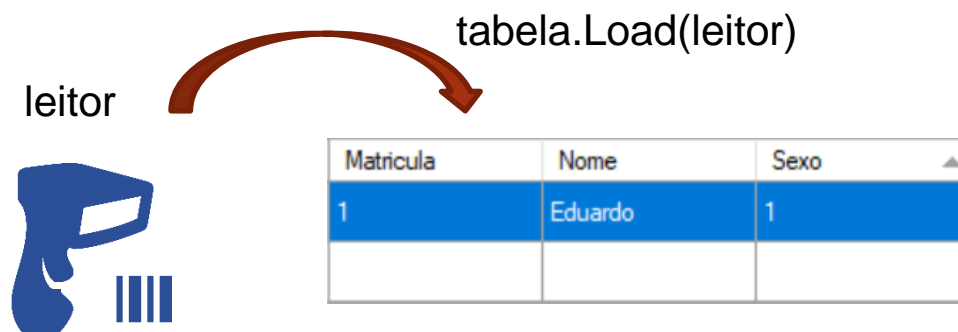 tabela.Load(leitor)
leitor
Matricula Nome Sexo
1 Eduardo 1